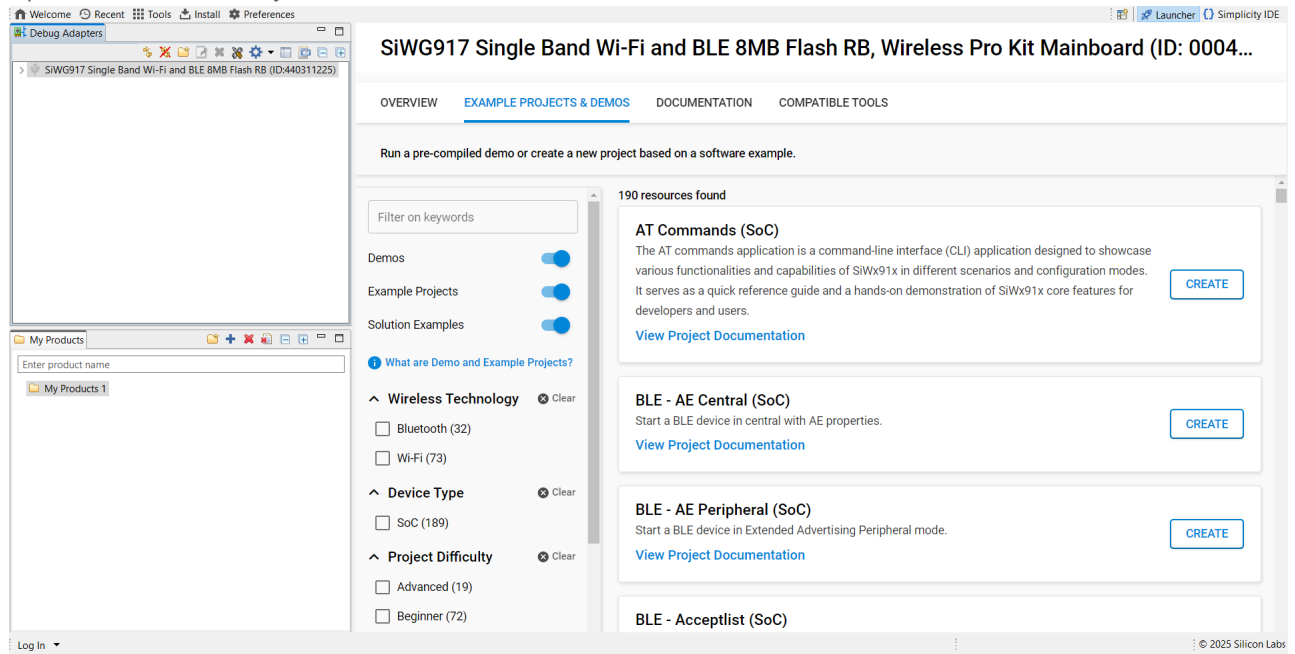 Welcome Recent Tools Install Preferences
Launcher {} Simplicity IDE
Debug Adapters
SiWG917 Single Band Wi-Fi and BLE 8MB Flash RB (ID:440311225)
My Products
Enter product name
My Products 1
SiWG917 Single Band Wi-Fi and BLE 8MB Flash RB, Wireless Pro Kit Mainboard (ID: 0004...
OVERVIEW EXAMPLE PROJECTS & DEMOS DOCUMENTATION COMPATIBLE TOOLS
Run a pre-compiled demo or create a new project based on a software example.
Filter on keywords
Demos
Example Projects
Solution Examples
What are Demo and Example Projects?
Wireless Technology Clear
Bluetooth (32)
Wi-Fi (73)
Device Type Clear
SoC (189)
Project Difficulty Clear
Advanced (19)
Beginner (72)
190 resources found
AT Commands (SoC)
The AT commands application is a command-line interface (CLI) application designed to showcase
various functionalities and capabilities of SiWx91x in different scenarios and configuration modes.
It serves as a quick reference guide and a hands-on demonstration of SiWx91x core features for
developers and users.
View Project Documentation
CREATE
BLE - AE Central (SoC)
Start a BLE device in central with AE properties.
View Project Documentation
CREATE
BLE - AE Peripheral (SoC)
Start a BLE device in Extended Advertising Peripheral mode.
View Project Documentation
CREATE
BLE - Acceptlist (SoC)
Log In
© 2025 Silicon Labs